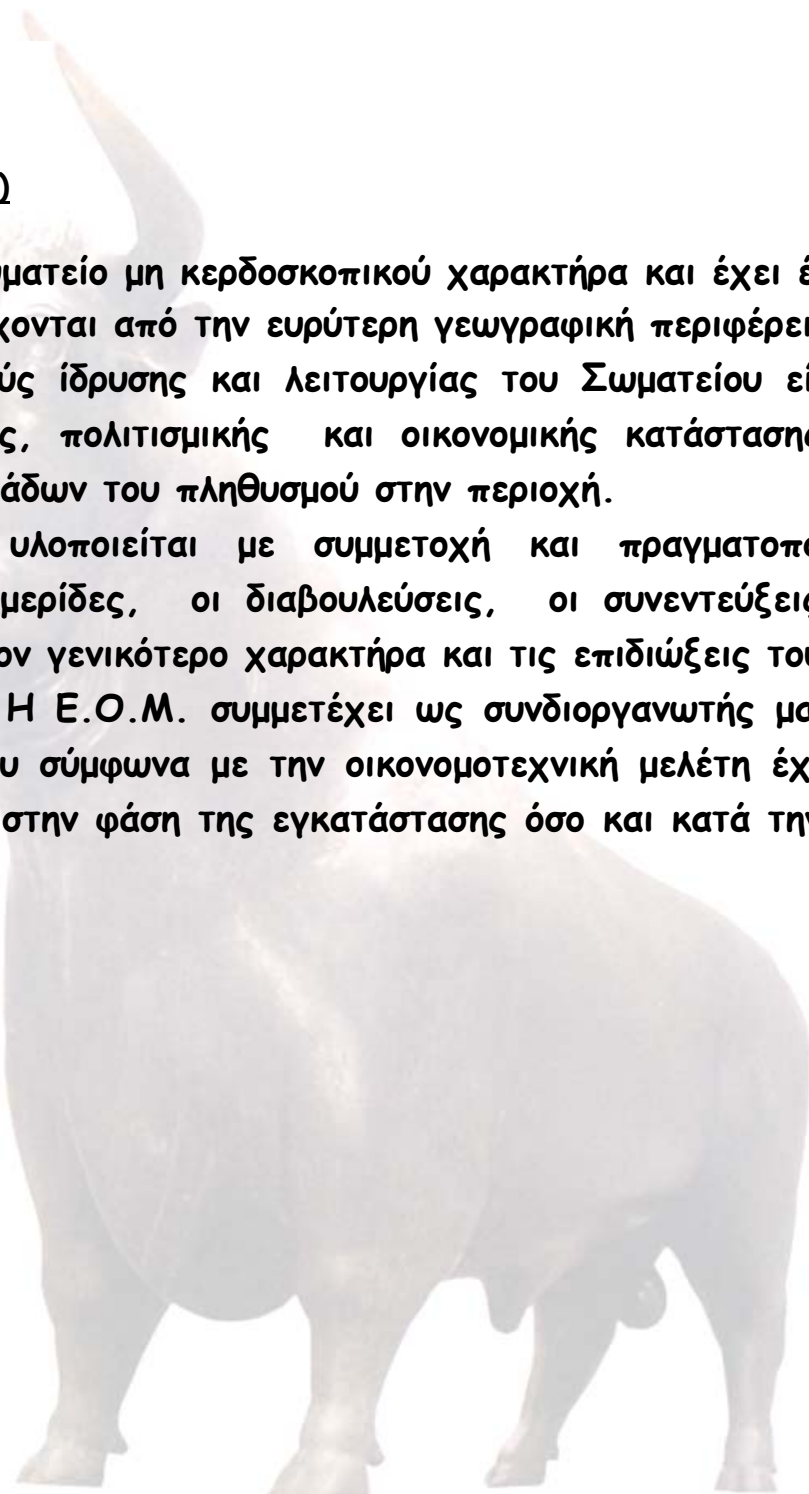 Ω
ματείο μη κερδοσκοπικού χαρακτήρα και έχει έ
χονται από την ευρύτερη γεωγραφική περιφέρει
ύς ίδρυσης και λειτουργίας του Σωματείου εί
ς, πολιτισμικής και οικονομικής κατάστασης
άδων του πληθυσμού στην περιοχή.
υλοποιείται με συμμετοχή και πραγματοπο
μερίδες, οι διαβουλεύσεις, οι συνεντεύξεις
ον γενικότερο χαρακτήρα και τις επιδιώξεις του
Η Ε.Ο.Μ. συμμετέχει ως συνδιοργανωτής μα
υ σύμφωνα με την οικονομοτεχνική μελέτη έχ
στην φάση της εγκατάστασης όσο και κατά την